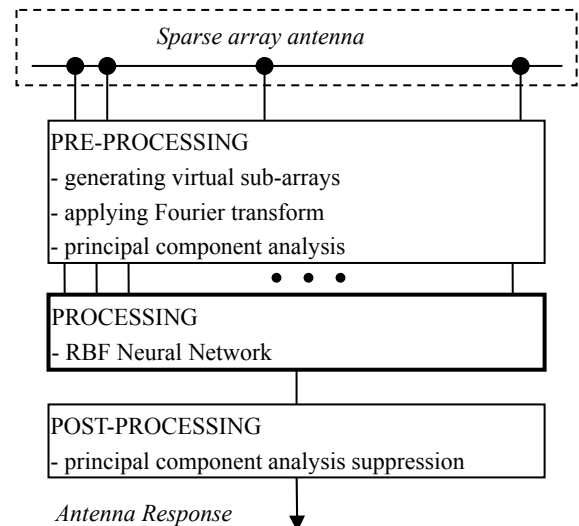 Sparse array antenna
PRE-PROCESSING
- generating virtual sub-arrays
- applying Fourier transform
- principal component analysis
PROCESSING
- RBF Neural Network
POST-PROCESSING
- principal component analysis suppression
Antenna Response